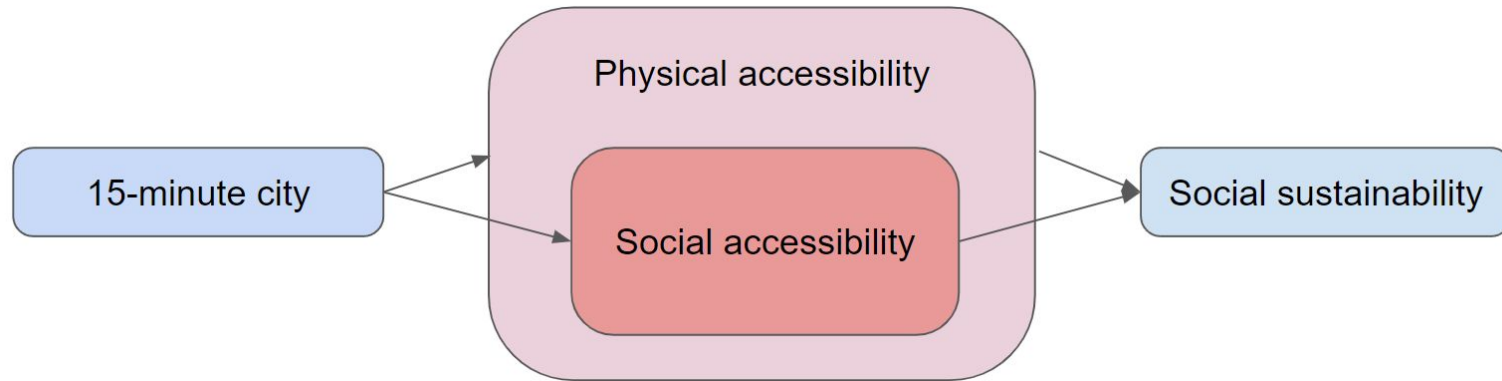 Physical accessibility
15-minute city
Social accessibility
Social sustainability